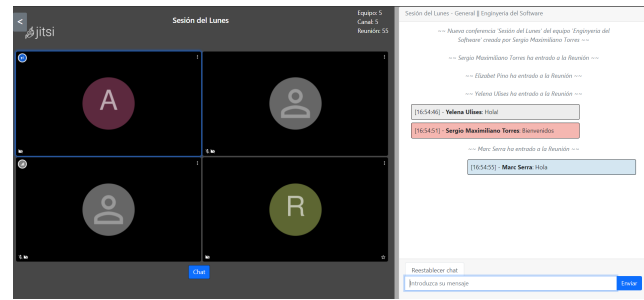 <
jitsi
Sesión del Lunes
Equipo: 5
Canal: 5
Reunión: 55
A
R
Chat
Sesión del Lunes - General || Enginyeria del Software
~~ Nueva conferencia 'Sesión del Lunes' del equipo 'Enginyeria del
Software' creada por Sergio Maximiliano Torres ~~
~~ Sergio Maximiliano Torres ha entrado a la Reunión ~~
~~ Elizabet Pino ha entrado a la Reunión ~~
~~ Yelena Ulises ha entrado a la Reunión ~~
[16:54:46] - Yelena Ulises: Hola!
[16:54:51] - Sergio Maximiliano Torres: Bienvenidos
~~ Marc Serra ha entrado a la Reunión ~~
[16:54:55] - Marc Serra: Hola
Reestablecer chat
Introduzca su mensaje
Enviar